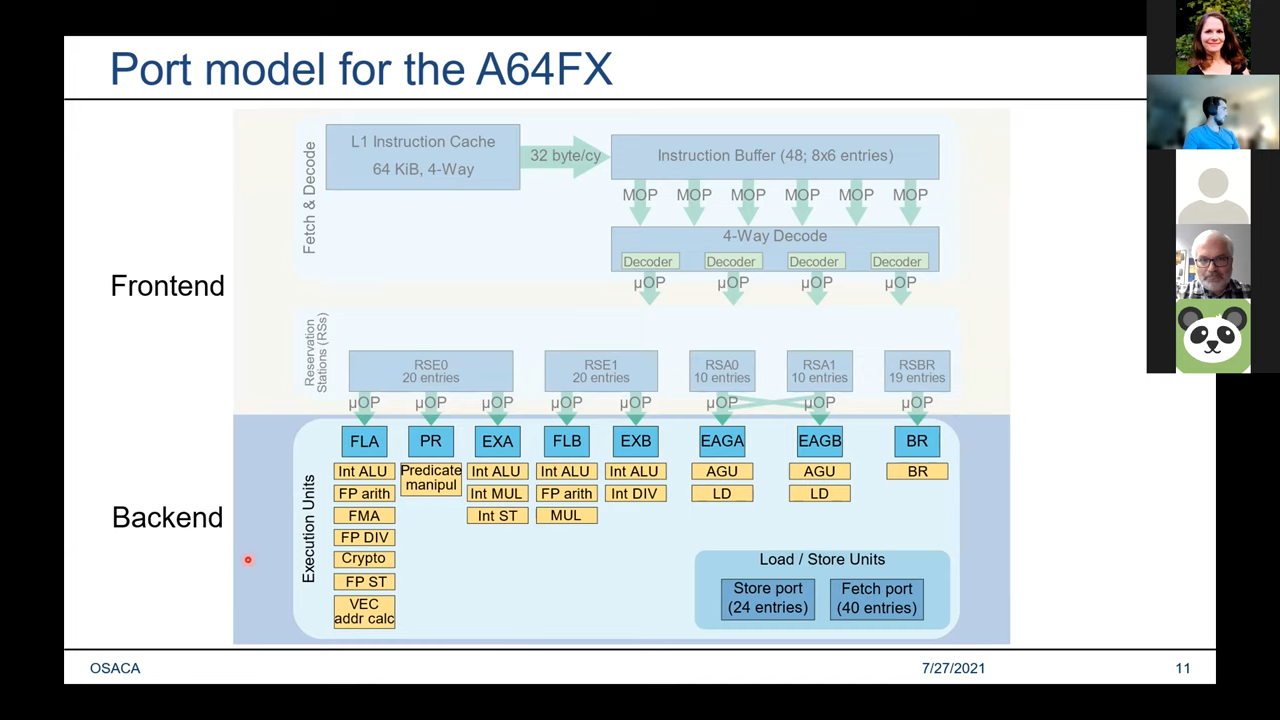 Port model for the A64FX
Frontend
Fetch & Decode
L1 Instruction Cache
64 KiB, 4-Way
32 byte/cy
Instruction Buffer (48; 8x6 entries)
MOP MOP MOP MOP MOP MOP
4-Way Decode
Decoder Decoder Decoder Decoder
µOP µOP µOP µOP
Reservation
Stations (RSs)
RSE0
20 entries
RSE1
20 entries
RSA0
10 entries
RSA1
10 entries
RSBR
19 entries
µOP µOP µOP µOP µOP µOP µOP µOP
Backend
Execution Units
FLA
Int ALU
FP arith
FMA
FP DIV
Crypto
FP ST
VEC
addr calc
PR
Predicate
manipul
EXA
Int ALU
Int MUL
Int ST
FLB
Int ALU
FP arith
MUL
EXB
Int ALU
Int DIV
EAGA
AGU
LD
EAGB
AGU
LD
BR
BR
Load / Store Units
Store port
(24 entries)
Fetch port
(40 entries)
OSACA
7/27/2021
11